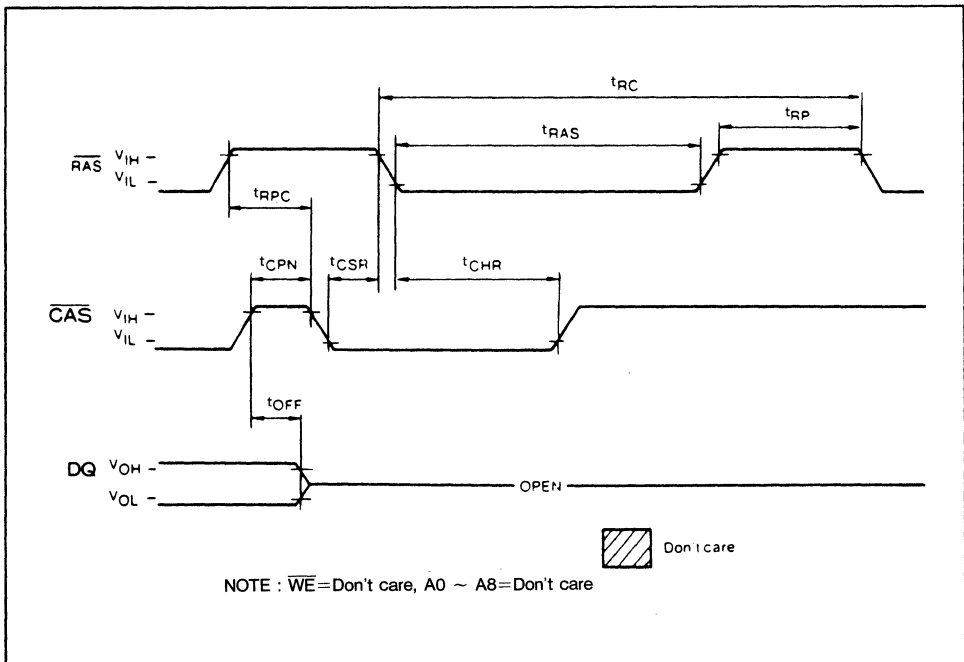 tRC
tRAS
tRP
RAS
VIH
VIL
tRPC
tCPN
tCSR
tCHR
CAS
VIH
VIL
tOFF
DQ
VOH
VOL
OPEN
Don't care
NOTE : WE=Don't care, A0 ~ A8=Don't care